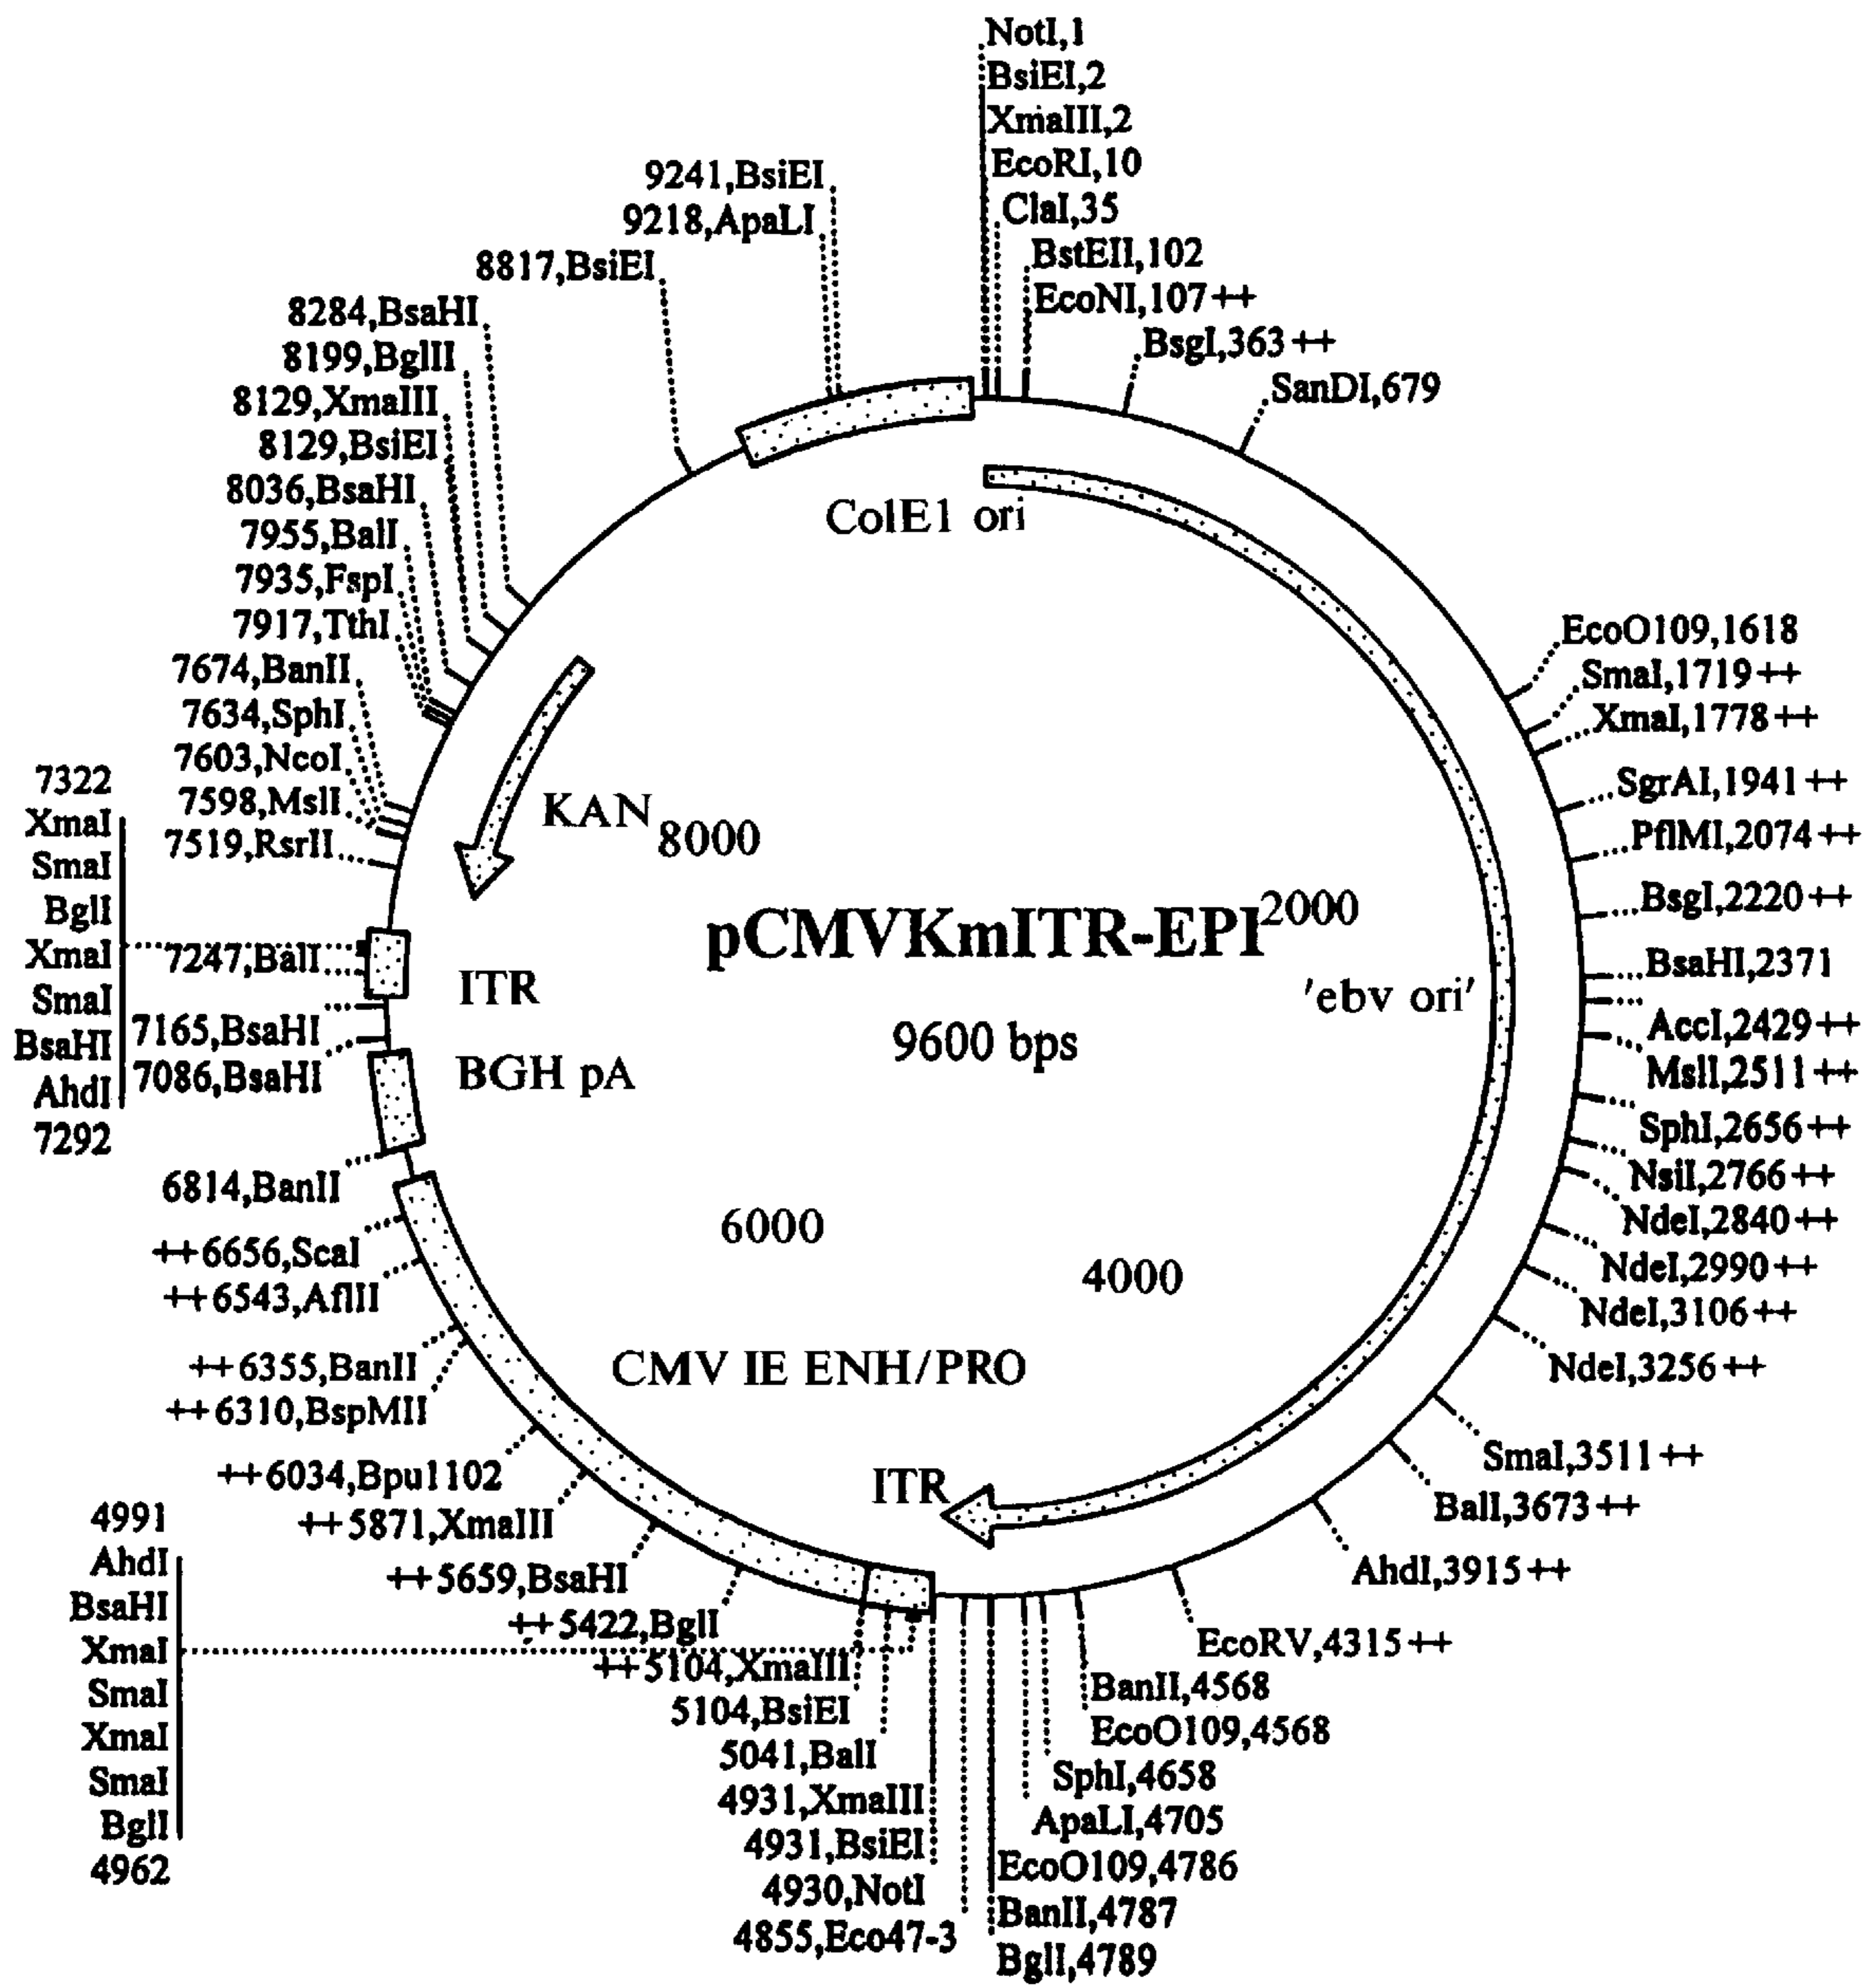 NotI,1
BsiEI,2
XmaIII,2
EcoRI,10
ClaI,35
BstEII,102
EcoNI,107++
BsgI,363++
SanDI,679
EcoO109,1618
SmaI,1719++
XmaI,1778++
SgrAI,1941++
PflMI,2074++
BsgI,2220++
BsaHI,2371
AccI,2429++
MslI,2511++
SphI,2656++
NsiI,2766++
NdeI,2840++
NdeI,2990++
NdeI,3106++
NdeI,3256++
SmaI,3511++
BalI,3673++
AhdI,3915++
EcoRV,4315++
BanII,4568
EcoO109,4568
SphI,4658
ApaLI,4705
EcoO109,4786
BanII,4787
BglI,4789
9241,BsiEI
9218,ApaLI
8817,BsiEI
8284,BsaHI
8199,BglII
8129,XmaIII
8129,BsiEI
8036,BsaHI
7955,BalI
7935,FspI
7917,TthI
7674,BanII
7634,SphI
7603,NcoI
7598,MslI
7519,RsrII
7322
XmaI
SmaI
BglI
XmaI
SmaI
BsaHI
AhdI
7292
7247,BalI
7165,BsaHI
7086,BsaHI
6814,BanII
++6656,ScaI
++6543,AflII
++6355,BanII
++6310,BspMII
++6034,Bpu1102
++5871,XmaIII
++5659,BsaHI
++5422,BglI
++5104,XmaIII
5104,BsiEI
5041,BalI
4931,XmaIII
4931,BsiEI
4930,NotI
4855,Eco47-3
4991
AhdI
BsaHI
XmaI
SmaI
XmaI
SmaI
BglI
4962
ColE1 ori
KAN
8000
pCMVKmITR-EPI
2000
9600 bps
'ebv ori'
ITR
BGH pA
6000
4000
CMV IE ENH/PRO
ITR